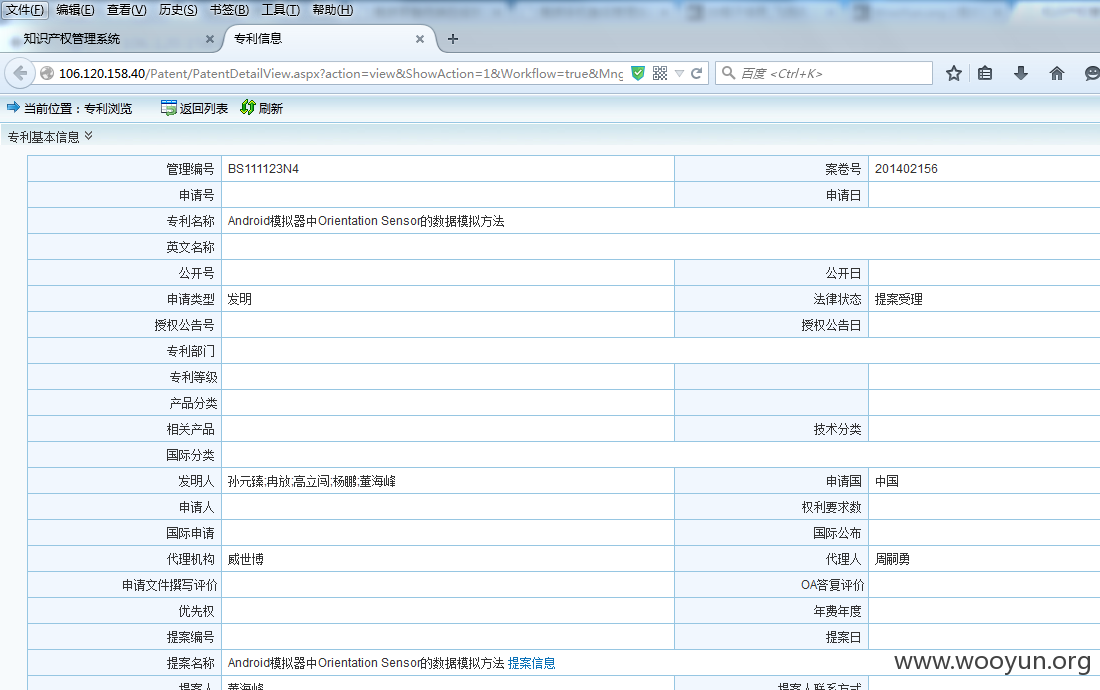 文件(F) 编辑(E) 查看(V) 历史(S) 书签(B) 工具(T) 帮助(H)
知识产权管理系统 × 专利信息 × +
106.120.158.40/Patent/PatentDetailView.aspx?action=view&ShowAction=1&Workflow=true&Mng 百度 <Ctrl+K>
当前位置：专利浏览 返回列表 刷新
专利基本信息
管理编号 BS111123N4 案卷号 201402156
申请号 申请日
专利名称 Android模拟器中Orientation Sensor的数据模拟方法
英文名称
公开号 公开日
申请类型 发明 法律状态 提案受理
授权公告号 授权公告日
专利部门
专利等级
产品分类
相关产品 技术分类
国际分类
发明人 孙元臻;冉放;高立闯;杨鹏;董海峰 申请国 中国
申请人 权利要求数
国际申请 国际公布
代理机构 威世博 代理人 周嗣勇
申请文件撰写评价 OA答复评价
优先权 年费年度
提案编号 提案日
提案名称 Android模拟器中Orientation Sensor的数据模拟方法 提案信息
提案人 董海峰 提案人联系方式
www.wooyun.org